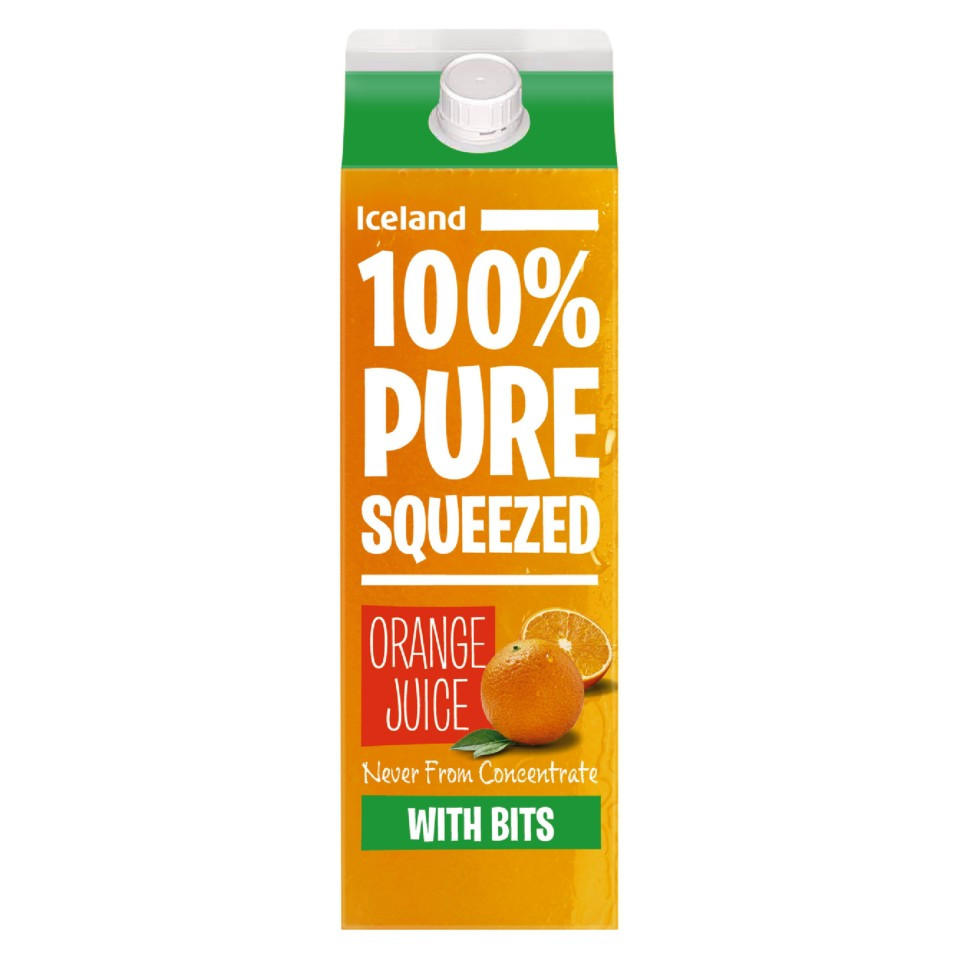 Iceland
100%
PURE
SQUEEZED
ORANGE
JUICE
Never From Concentrate
WITH BITS